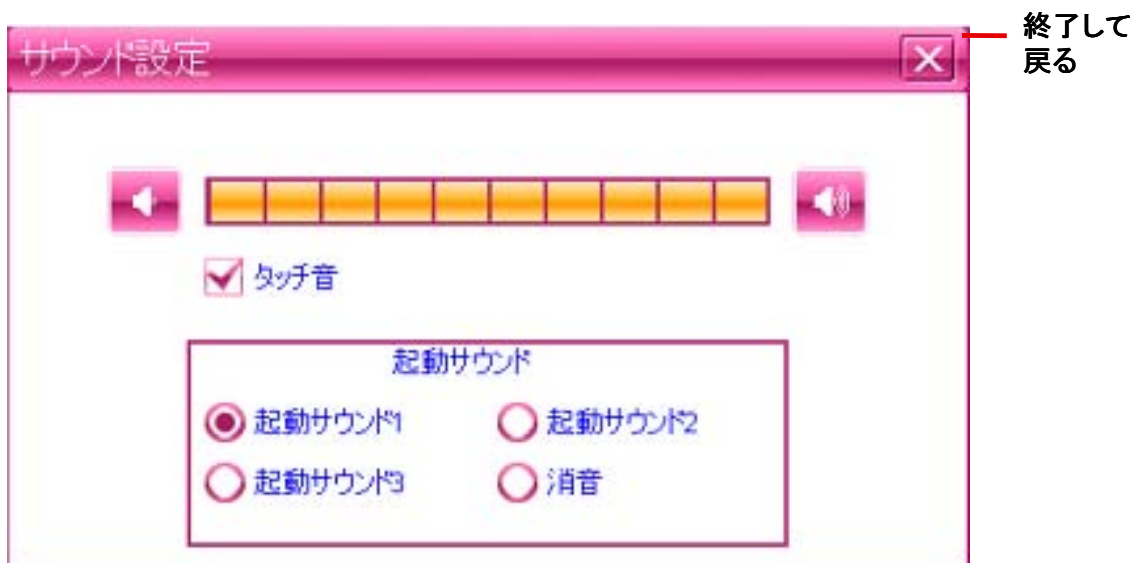 サウンド設定
終了して
戻る
タッチ音
起動サウンド
起動サウンド1
起動サウンド2
起動サウンド3
消音